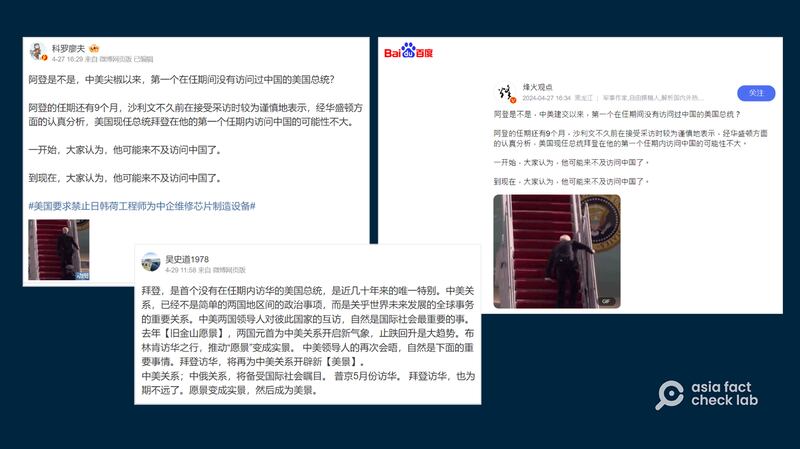 科罗廖夫
4-27 16:29 来自 微博网页版 已编辑
阿登是不是，中美尖椒以来，第一个在任期间没有访问过中国的美国总统？
阿登的任期还有9个月，沙利文不久前在接受采访时较为谨慎地表示，经华盛顿方
面的认真分析，美国现任总统拜登在他的第一个任期内访问中国的可能性不大。
一开始，大家认为，他可能来不及访问中国了。
到现在，大家认为，他可能来不及访问中国了。
#美国要求禁止日韩荷工程师为中企维修芯片制造设备#
动图
Bai du 百度
烽火观点
2024-04-27 16:34 黑龙江 | 军事作家,自由撰稿人,解析国内外热...
关注
阿登是不是，中美建交以来，第一个在任期间没有访问过中国的美国总统？
阿登的任期还有9个月，沙利文不久前在接受采访时较为谨慎地表示，经华盛顿方
面的认真分析，美国现任总统拜登在他的第一个任期内访问中国的可能性不大。
一开始，大家认为，他可能来不及访问中国了。
到现在，大家认为，他可能来不及访问中国了。
GIF
吴史道1978
4-29 11:58 来自 微博网页版
拜登，是首个没有在任期内访华的美国总统，是近几十年来的唯一特别。中美关
系，已经不是简单的两国地区间的政治事项，而是关乎世界未来发展的全球事务
的重要关系。中美两国领导人对彼此国家的互访，自然是国际社会最重要的事。
去年【旧金山愿景】，两国元首为中美关系开启新气象，止跌回升是大趋势。布
林肯访华之行，推动“愿景”变成实景。 中美领导人的再次会晤，自然是下面的重
要事情。拜登访华，将再为中美关系开辟新【美景】。
中美关系；中俄关系，将备受国际社会瞩目。 普京5月份访华。 拜登访华，也为
期不远了。愿景变成实景，然后成为美景。
asia fact
check lab